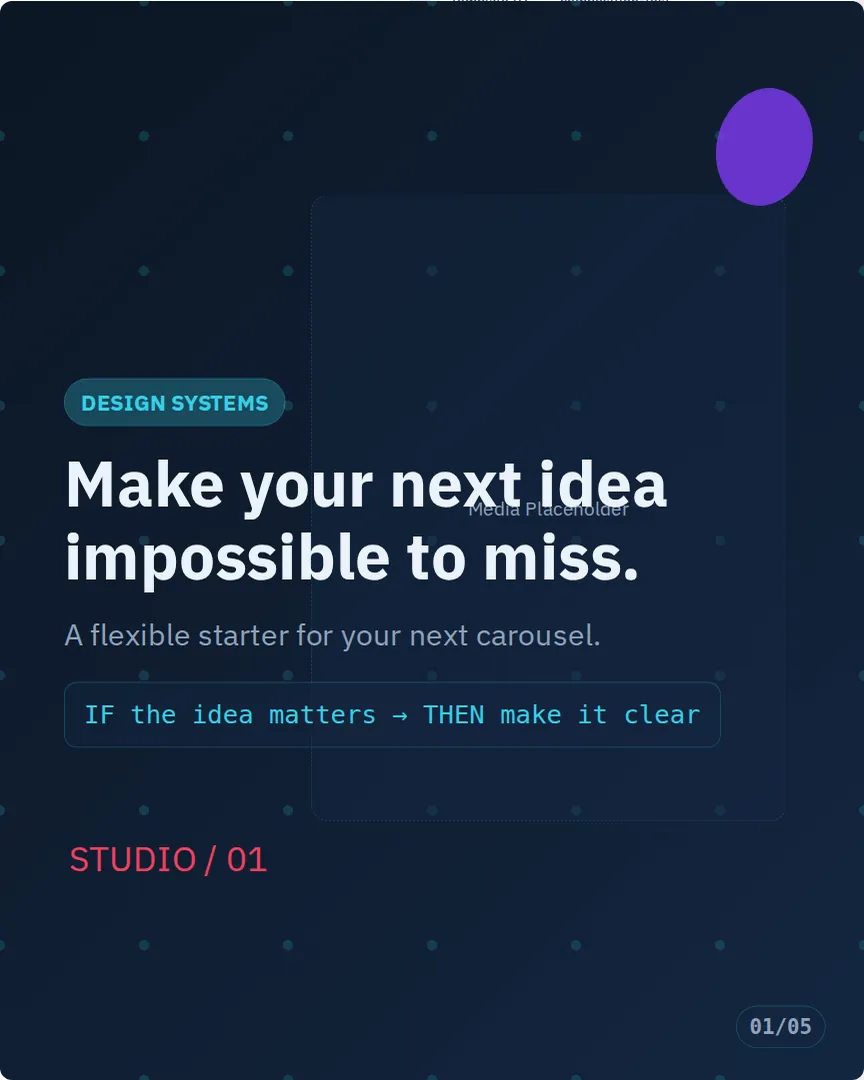 DESIGN SYSTEMS
Make your next idea
Media Placeholder
impossible to miss.
A flexible starter for your next carousel.
IF the idea matters → THEN make it clear
STUDIO / 01
01/05